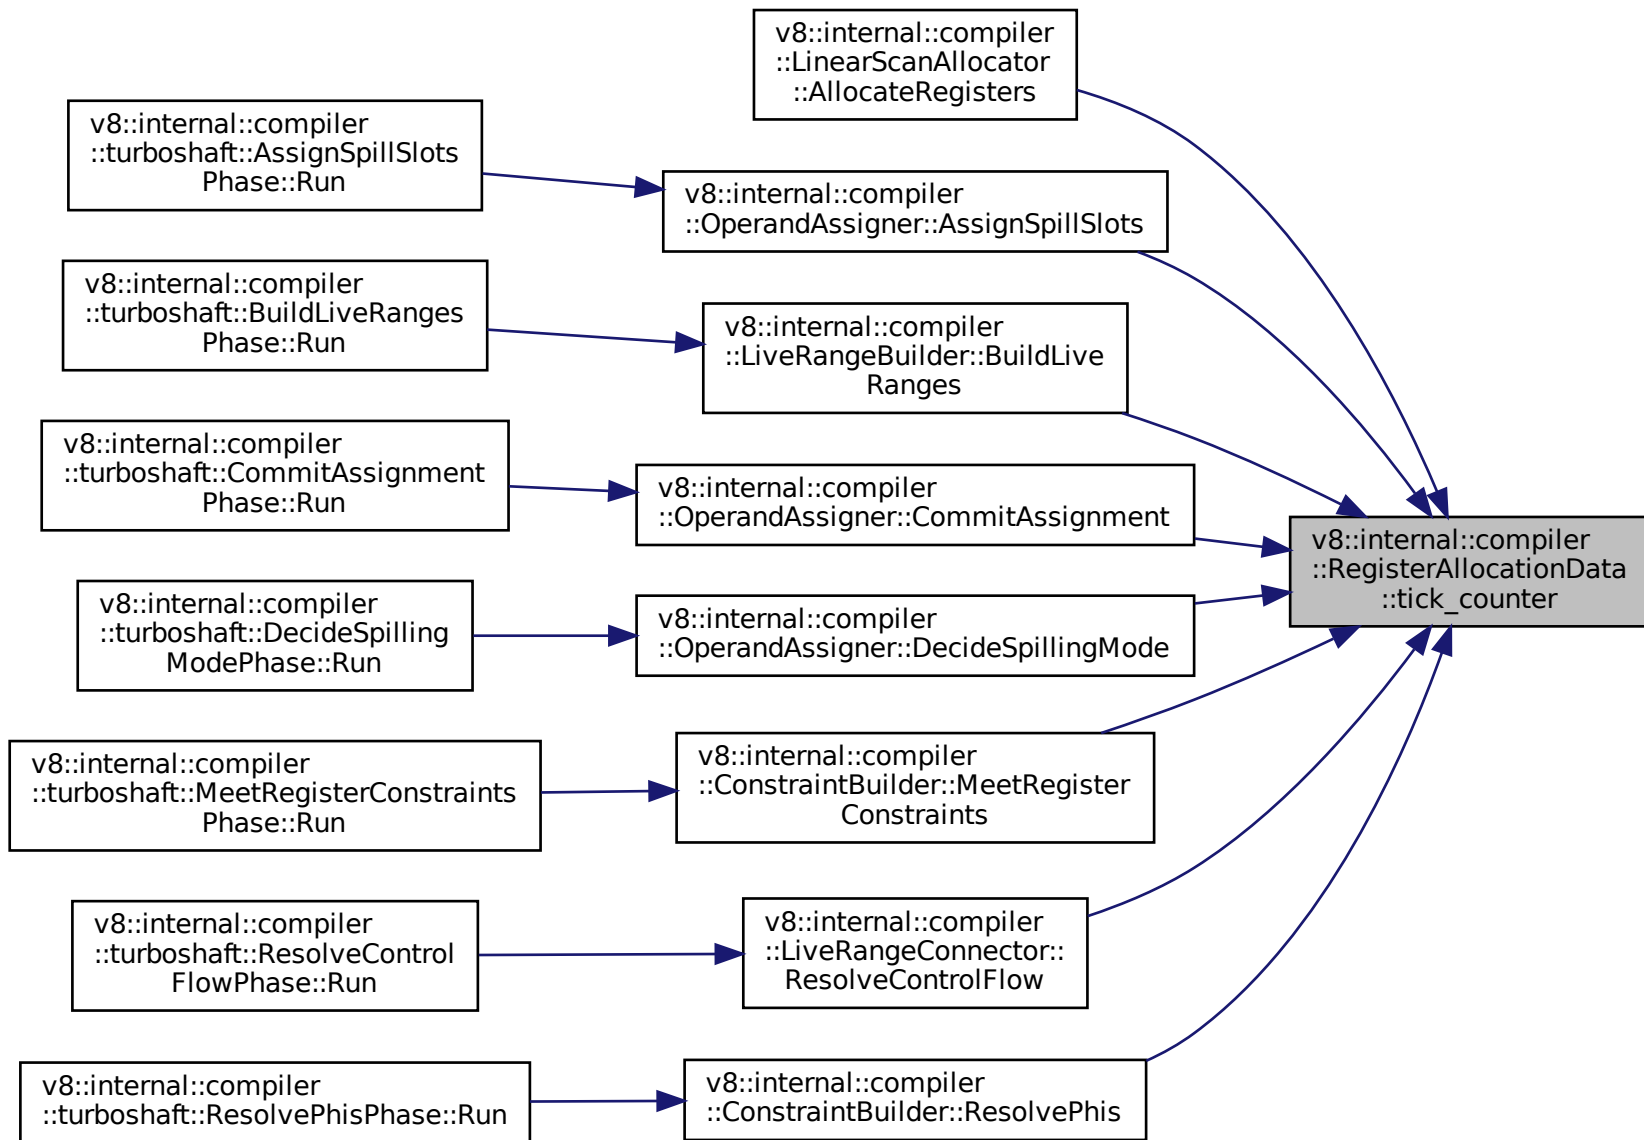 v8::internal::compiler
::LinearScanAllocator
::AllocateRegisters
v8::internal::compiler
::turboshaft::AssignSpillSlots
Phase::Run
v8::internal::compiler
::OperandAssigner::AssignSpillSlots
v8::internal::compiler
::turboshaft::BuildLiveRanges
Phase::Run
v8::internal::compiler
::LiveRangeBuilder::BuildLive
Ranges
v8::internal::compiler
::turboshaft::CommitAssignment
Phase::Run
v8::internal::compiler
::OperandAssigner::CommitAssignment
v8::internal::compiler
::RegisterAllocationData
::tick_counter
v8::internal::compiler
::turboshaft::DecideSpilling
ModePhase::Run
v8::internal::compiler
::OperandAssigner::DecideSpillingMode
v8::internal::compiler
::turboshaft::MeetRegisterConstraints
Phase::Run
v8::internal::compiler
::ConstraintBuilder::MeetRegister
Constraints
v8::internal::compiler
::turboshaft::ResolveControl
FlowPhase::Run
v8::internal::compiler
::LiveRangeConnector::
ResolveControlFlow
v8::internal::compiler
::turboshaft::ResolvePhisPhase::Run
v8::internal::compiler
::ConstraintBuilder::ResolvePhis